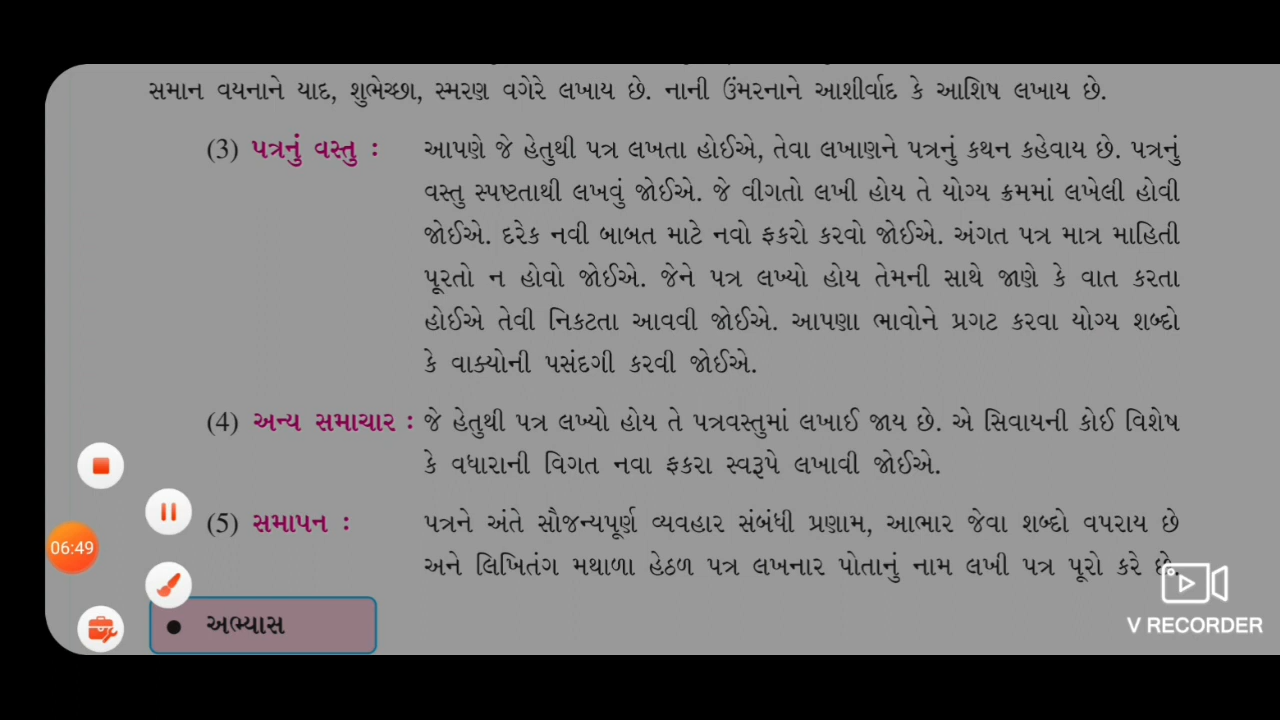 સમાન વયનાને યાદ, શુભેચ્છા, સ્મરણ વગેરે લખાય છે. નાની ઉંમરનાને આશીર્વાદ કે આશિષ લખાય છે.
(3) પત્રનું વસ્તુ : આપણે જે હેતુથી પત્ર લખતા હોઈએ, તેવા લખાણને પત્રનું કથન કહેવાય છે. પત્રનું
વસ્તુ સ્પષ્ટતાથી લખવું જોઈએ. જે વીગતો લખી હોય તે યોગ્ય ક્રમમાં લખેલી હોવી
જોઈએ. દરેક નવી બાબત માટે નવો ફકરો કરવો જોઈએ. અંગત પત્ર માત્ર માહિતી
પૂરતો ન હોવો જોઈએ. જેને પત્ર લખ્યો હોય તેમની સાથે જાણે કે વાત કરતા
હોઈએ તેવી નિકટતા આવવી જોઈએ. આપણા ભાવોને પ્રગટ કરવા યોગ્ય શબ્દો
કે વાક્યોની પસંદગી કરવી જોઈએ.
(4) અન્ય સમાચાર : જે હેતુથી પત્ર લખ્યો હોય તે પત્રવસ્તુમાં લખાઈ જાય છે. એ સિવાયની કોઈ વિશેષ
કે વધારાની વિગત નવા ફકરા સ્વરૂપે લખાવી જોઈએ.
(5) સમાપન : પત્રને અંતે સૌજન્યપૂર્ણ વ્યવહાર સંબંધી પ્રણામ, આભાર જેવા શબ્દો વપરાય છે
06:49
અને લિખિતંગ મથાળા હેઠળ પત્ર લખનાર પોતાનું નામ લખી પત્ર પૂરો કરે છે.
● અભ્યાસ
V RECORDER